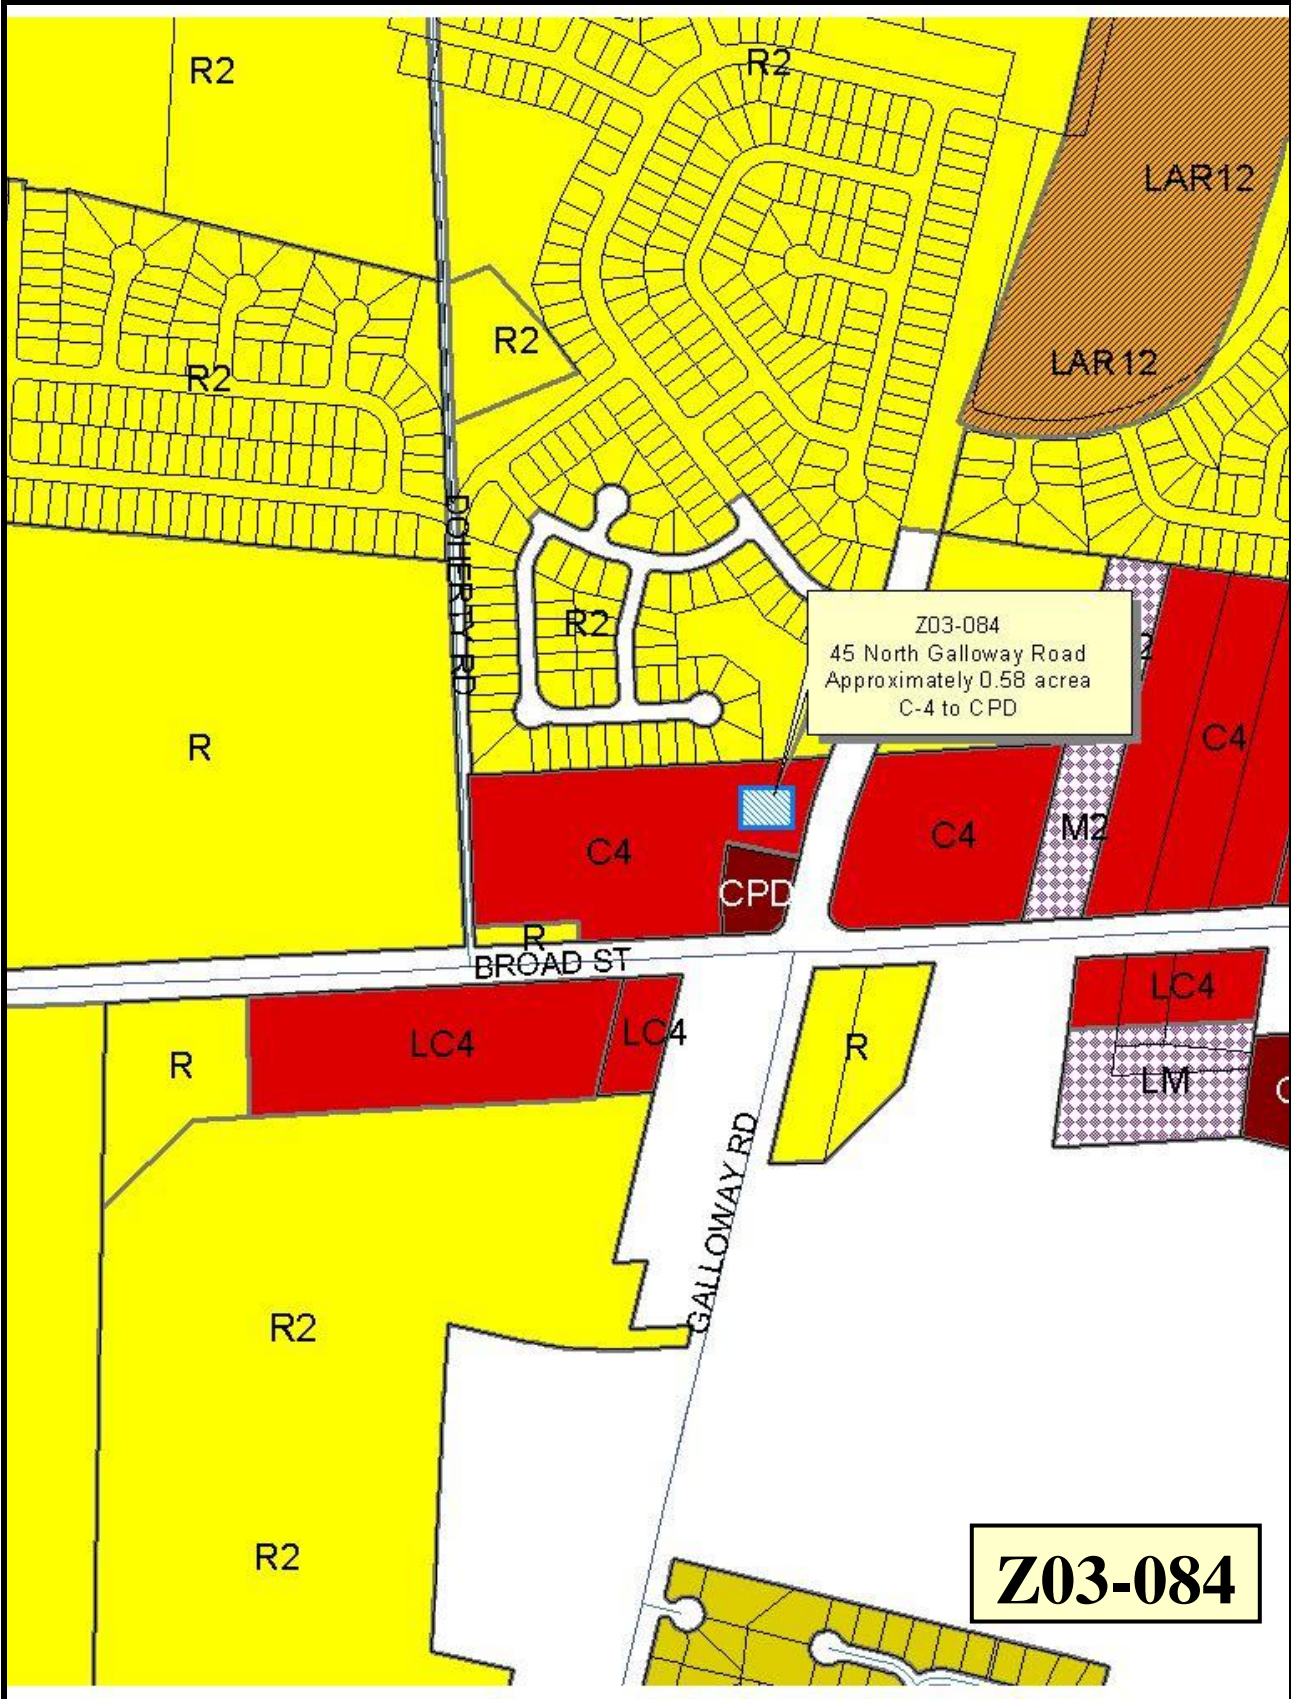 R2
R2
LAR12
R2
LAR12
R2
DOHERTY RD
R2
Z03-084
45 North Galloway Road
Approximately 0.58 acrea
C-4 to CPD
2
R
C4
C4
C4
M2
CPD
R
BROAD ST
LC4
LC4
LC4
R
R
LM
C
GALLOWAY RD
R2
R2
Z03-084